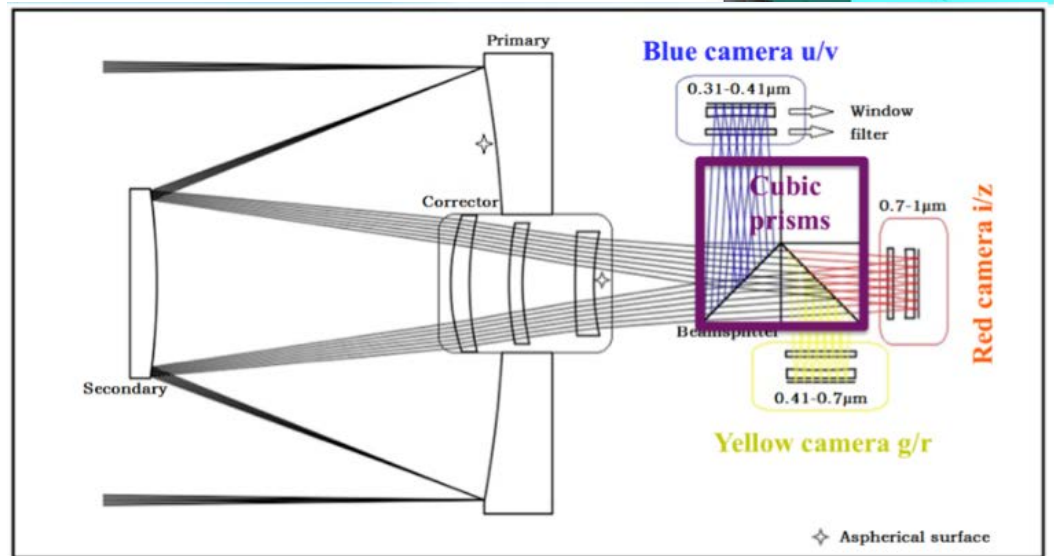 Primary
Blue camera u/v
0.31-0.41μm
Window
filter
Cubic
prisms
Corrector
0.7-1μm
Red camera i/z
Beamsplitter
Secondary
0.41-0.7μm
Yellow camera g/r
Aspherical surface